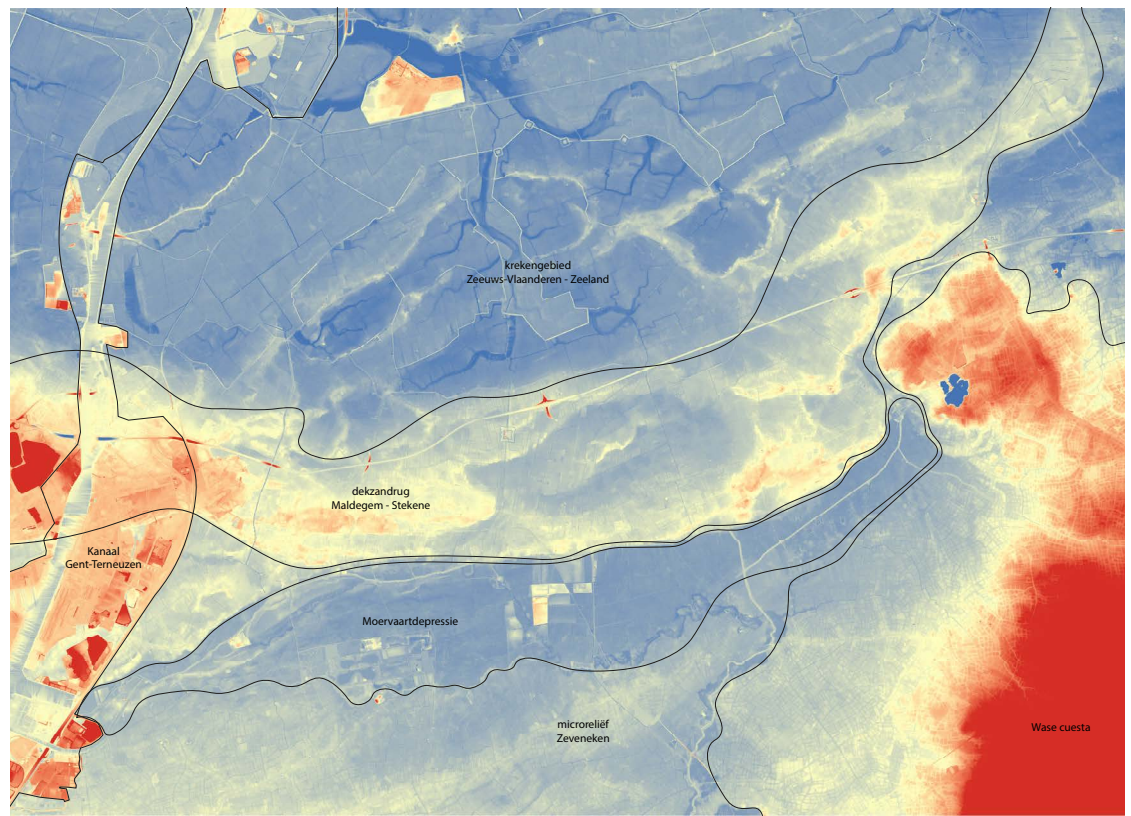 krekengebied
Zeeuws-Vlaanderen - Zeeland
dekzandrug
Maldegem - Stekene
Kanaal
Gent-Terneuzen
Moervaartdepressie
microreliëf
Zeveneken
Wase cuesta